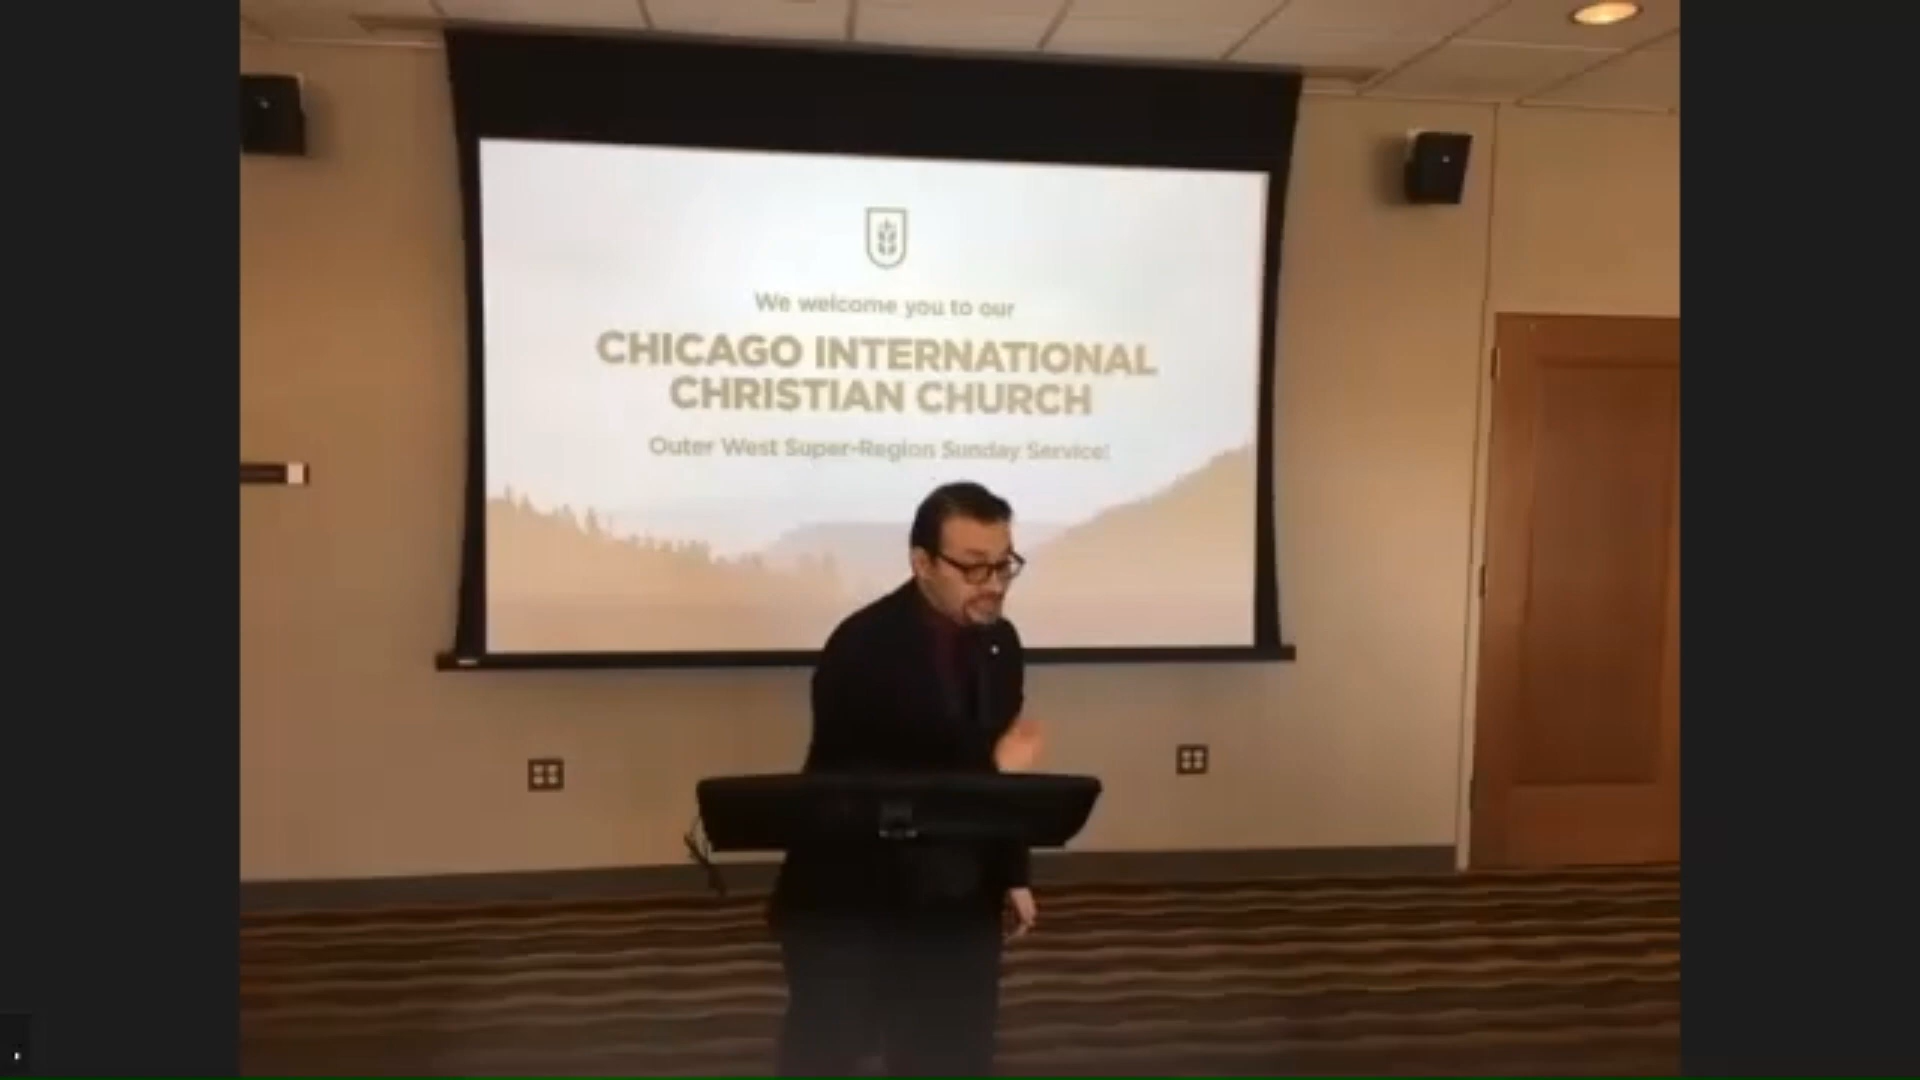 We welcome you to our
CHICAGO INTERNATIONAL
CHRISTIAN CHURCH
Outer West Super-Region Sunday Service!